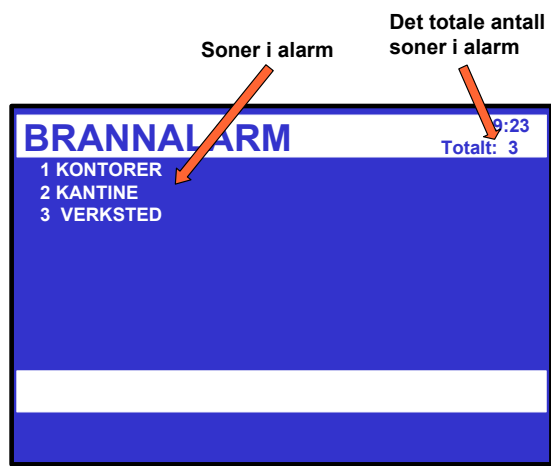 Det totale antall
soner i alarm
Soner i alarm
BRANNALARM
9:23
Totalt: 3
1 KONTORER
2 KANTINE
3 VERKSTED